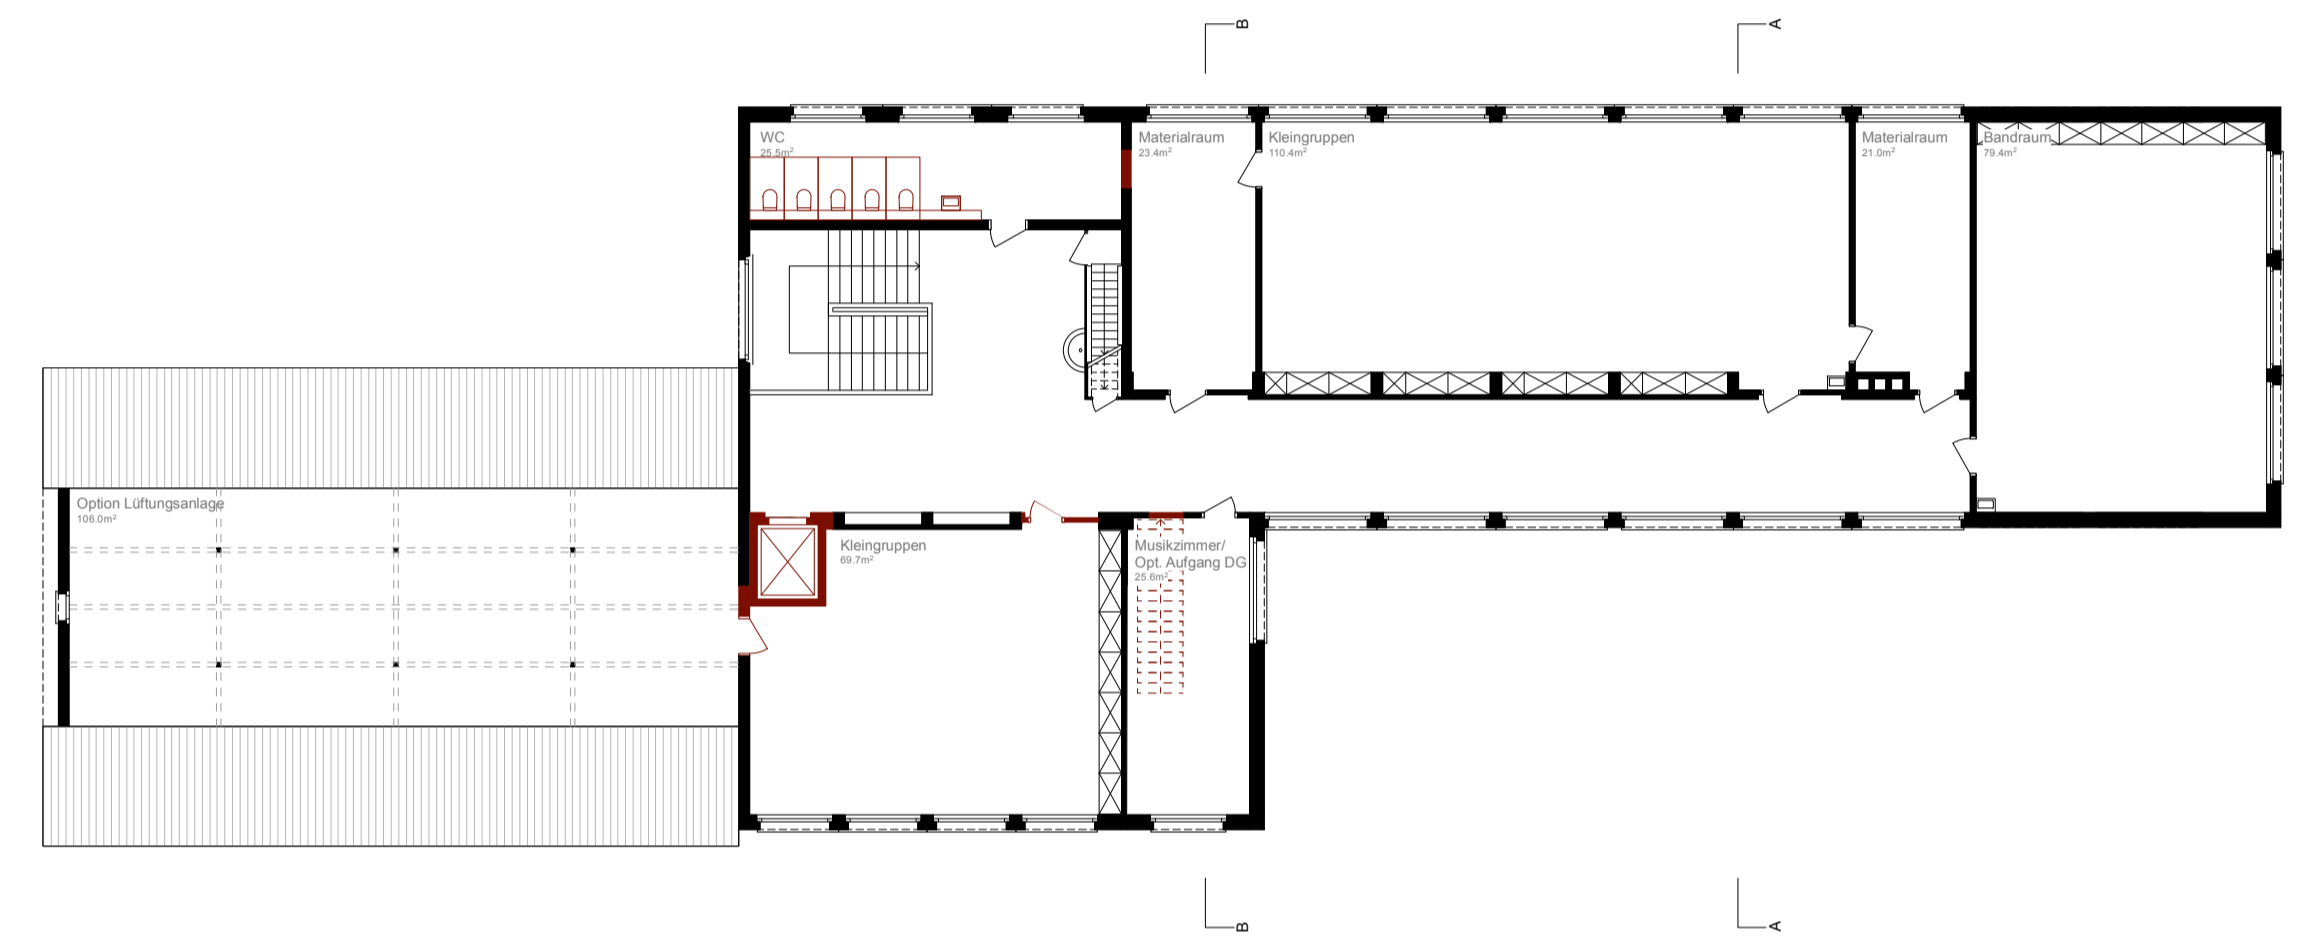 B
A
WC
25.5m²
Materialraum
23.4m²
Kleingruppen
110.4m²
Materialraum
21.0m²
Bandraum
79.4m²
Option Lüftungsanlage
106.0m²
Kleingruppen
69.7m²
Musikzimmer/
Opt. Aufgang DG
25.6m²
B
A